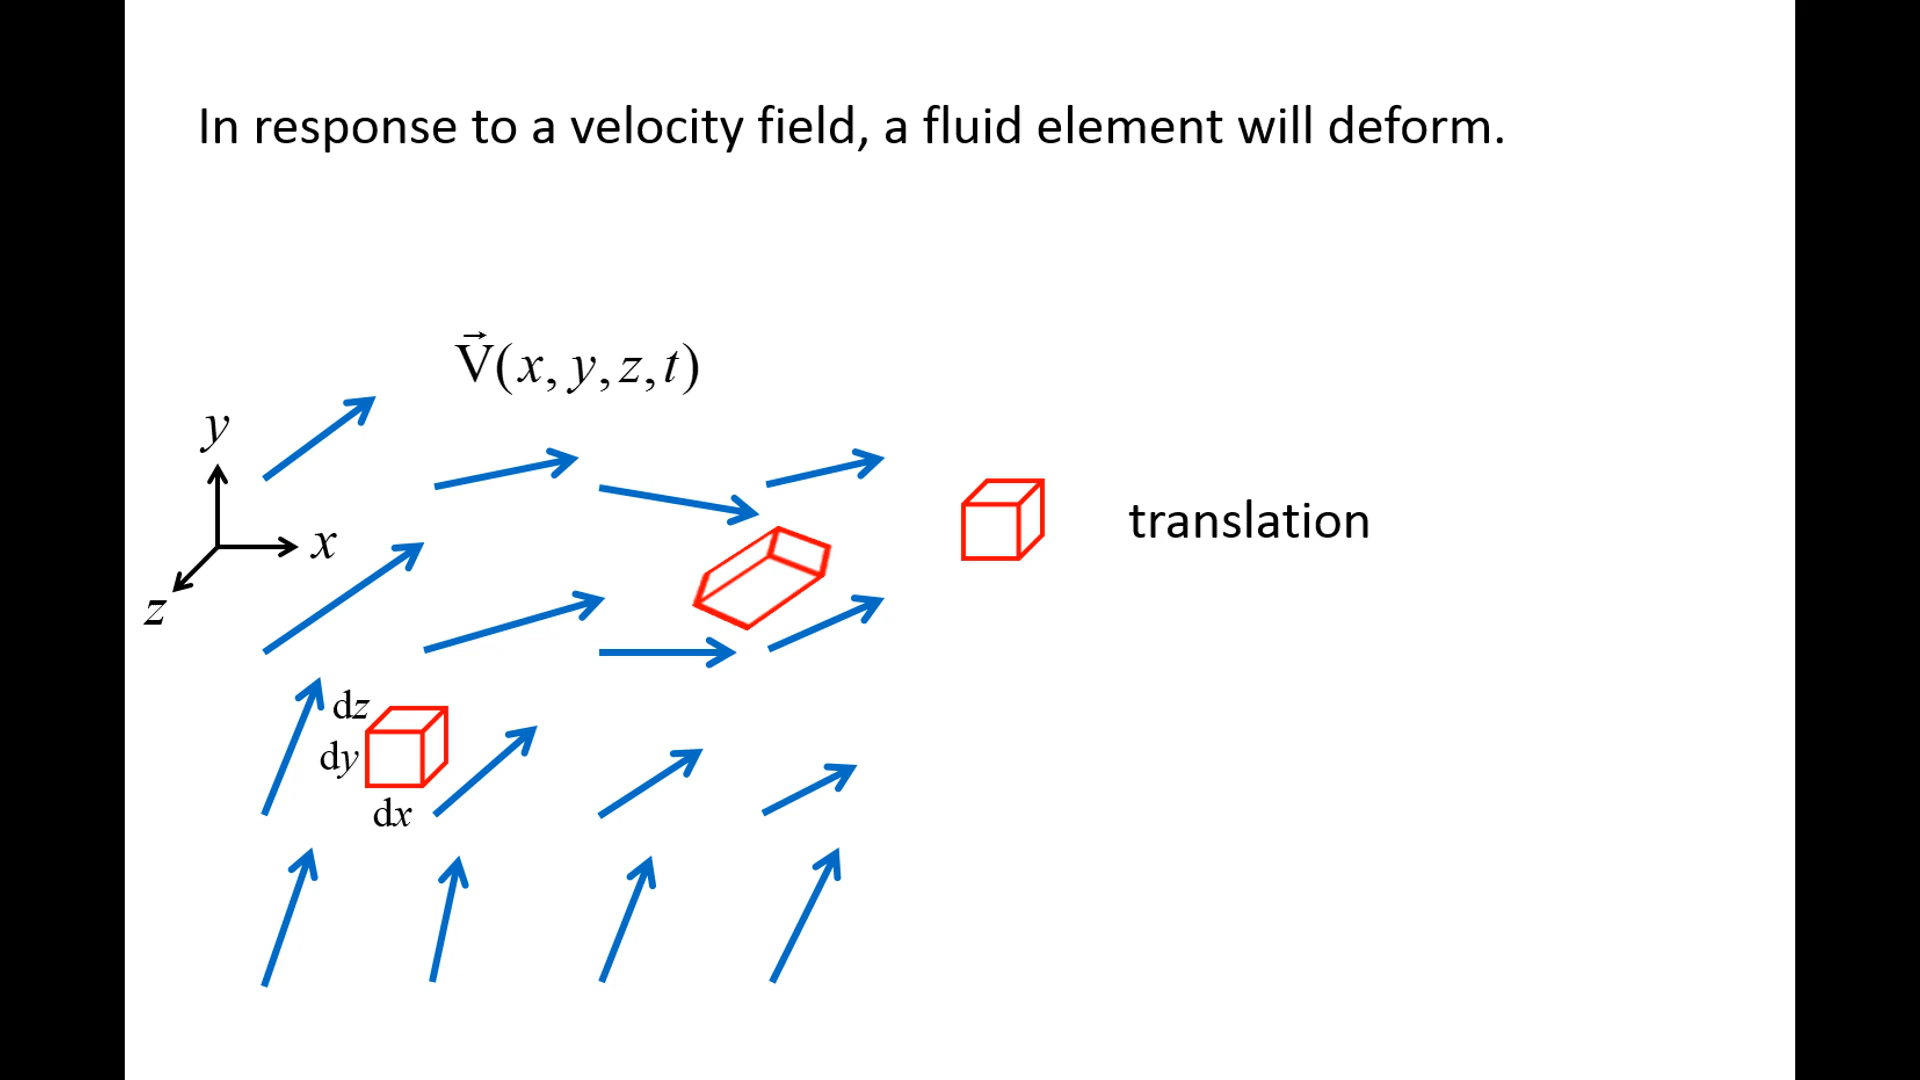 In response to a velocity field, a fluid element will deform.
V⃗(x, y, z, t)
y
x
z
translation
dz
dy
dx